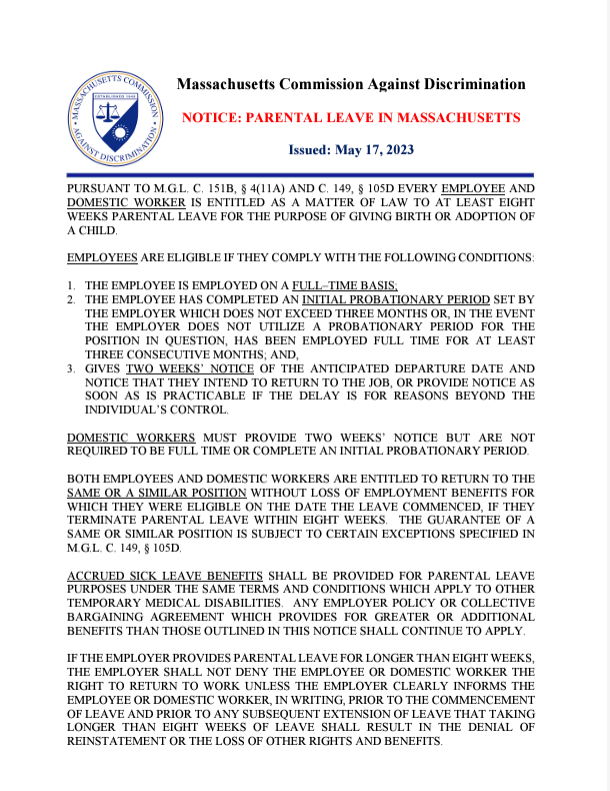 MASSACHUSETTS COMMISSION
ESTABLISHED 1946
AGAINST DISCRIMINATION
Massachusetts Commission Against Discrimination
NOTICE: PARENTAL LEAVE IN MASSACHUSETTS
Issued: May 17, 2023
PURSUANT TO M.G.L. C. 151B, § 4(11A) AND C. 149, § 105D EVERY EMPLOYEE AND
DOMESTIC WORKER IS ENTITLED AS A MATTER OF LAW TO AT LEAST EIGHT
WEEKS PARENTAL LEAVE FOR THE PURPOSE OF GIVING BIRTH OR ADOPTION OF
A CHILD.
EMPLOYEES ARE ELIGIBLE IF THEY COMPLY WITH THE FOLLOWING CONDITIONS:
1. THE EMPLOYEE IS EMPLOYED ON A FULL–TIME BASIS;
2. THE EMPLOYEE HAS COMPLETED AN INITIAL PROBATIONARY PERIOD SET BY
THE EMPLOYER WHICH DOES NOT EXCEED THREE MONTHS OR, IN THE EVENT
THE EMPLOYER DOES NOT UTILIZE A PROBATIONARY PERIOD FOR THE
POSITION IN QUESTION, HAS BEEN EMPLOYED FULL TIME FOR AT LEAST
THREE CONSECUTIVE MONTHS; AND,
3. GIVES TWO WEEKS' NOTICE OF THE ANTICIPATED DEPARTURE DATE AND
NOTICE THAT THEY INTEND TO RETURN TO THE JOB, OR PROVIDE NOTICE AS
SOON AS IS PRACTICABLE IF THE DELAY IS FOR REASONS BEYOND THE
INDIVIDUAL'S CONTROL.
DOMESTIC WORKERS MUST PROVIDE TWO WEEKS' NOTICE BUT ARE NOT
REQUIRED TO BE FULL TIME OR COMPLETE AN INITIAL PROBATIONARY PERIOD.
BOTH EMPLOYEES AND DOMESTIC WORKERS ARE ENTITLED TO RETURN TO THE
SAME OR A SIMILAR POSITION WITHOUT LOSS OF EMPLOYMENT BENEFITS FOR
WHICH THEY WERE ELIGIBLE ON THE DATE THE LEAVE COMMENCED, IF THEY
TERMINATE PARENTAL LEAVE WITHIN EIGHT WEEKS. THE GUARANTEE OF A
SAME OR SIMILAR POSITION IS SUBJECT TO CERTAIN EXCEPTIONS SPECIFIED IN
M.G.L. C. 149, § 105D.
ACCRUED SICK LEAVE BENEFITS SHALL BE PROVIDED FOR PARENTAL LEAVE
PURPOSES UNDER THE SAME TERMS AND CONDITIONS WHICH APPLY TO OTHER
TEMPORARY MEDICAL DISABILITIES. ANY EMPLOYER POLICY OR COLLECTIVE
BARGAINING AGREEMENT WHICH PROVIDES FOR GREATER OR ADDITIONAL
BENEFITS THAN THOSE OUTLINED IN THIS NOTICE SHALL CONTINUE TO APPLY.
IF THE EMPLOYER PROVIDES PARENTAL LEAVE FOR LONGER THAN EIGHT WEEKS,
THE EMPLOYER SHALL NOT DENY THE EMPLOYEE OR DOMESTIC WORKER THE
RIGHT TO RETURN TO WORK UNLESS THE EMPLOYER CLEARLY INFORMS THE
EMPLOYEE OR DOMESTIC WORKER, IN WRITING, PRIOR TO THE COMMENCEMENT
OF LEAVE AND PRIOR TO ANY SUBSEQUENT EXTENSION OF LEAVE THAT TAKING
LONGER THAN EIGHT WEEKS OF LEAVE SHALL RESULT IN THE DENIAL OF
REINSTATEMENT OR THE LOSS OF OTHER RIGHTS AND BENEFITS.